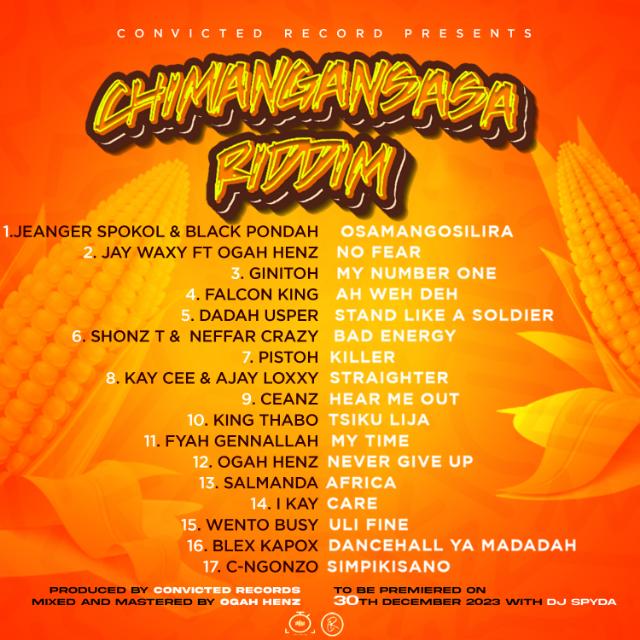 CONVICTED RECORD PRESENTS
CHIMANGANSASA
RIDDIM
1.JEANGER SPOKOL & BLACK PONDAH OSAMANGOSILIRA
2. JAY WAXY FT OGAH HENZ NO FEAR
3. GINITOH MY NUMBER ONE
4. FALCON KING AH WEH DEH
5. DADAH USPER STAND LIKE A SOLDIER
6. SHONZ T & NEFFAR CRAZY BAD ENERGY
7. PISTOH KILLER
8. KAY CEE & AJAY LOXXY STRAIGHTER
9. CEANZ HEAR ME OUT
10. KING THABO TSIKU LIJA
11. FYAH GENNALLAH MY TIME
12. OGAH HENZ NEVER GIVE UP
13. SALMANDA AFRICA
14. I KAY CARE
15. WENTO BUSY ULI FINE
16. BLEX KAPOX DANCEHALL YA MADADAH
17. C-NGONZO SIMPIKISANO
PRODUCED BY CONVICTED RECORDS
MIXED AND MASTERED BY OGAH HENZ
TO BE PREMIERED ON
30TH DECEMBER 2023 WITH DJ SPYDA